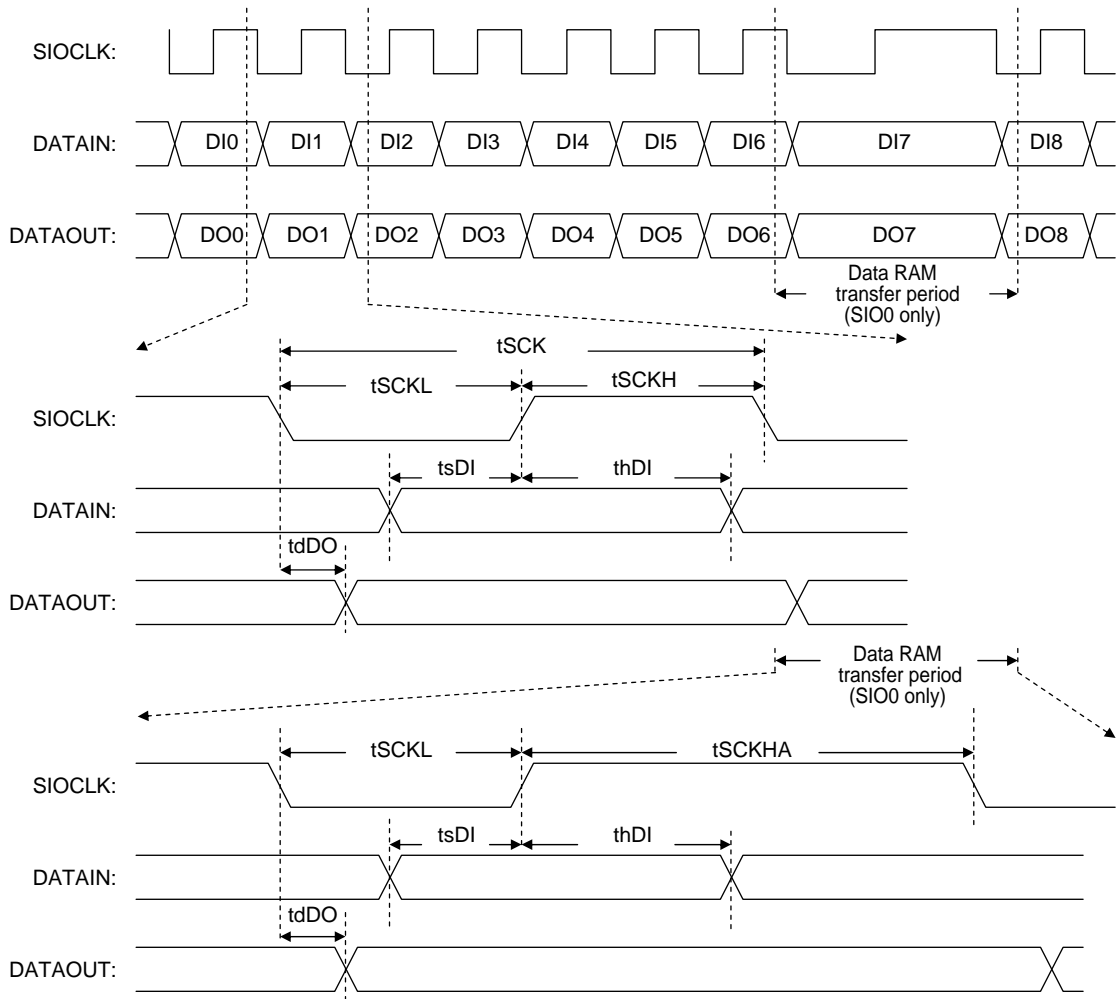 SIOCLK:
DATAIN: DI0 DI1 DI2 DI3 DI4 DI5 DI6 DI7 DI8
DATAOUT: DO0 DO1 DO2 DO3 DO4 DO5 DO6 DO7 DO8
Data RAM
transfer period
(SIO0 only)
tSCK
tSCKL tSCKH
SIOCLK:
tsDI thDI
DATAIN:
tdDO
DATAOUT:
Data RAM
transfer period
(SIO0 only)
tSCKL tSCKHA
SIOCLK:
tsDI thDI
DATAIN:
tdDO
DATAOUT: